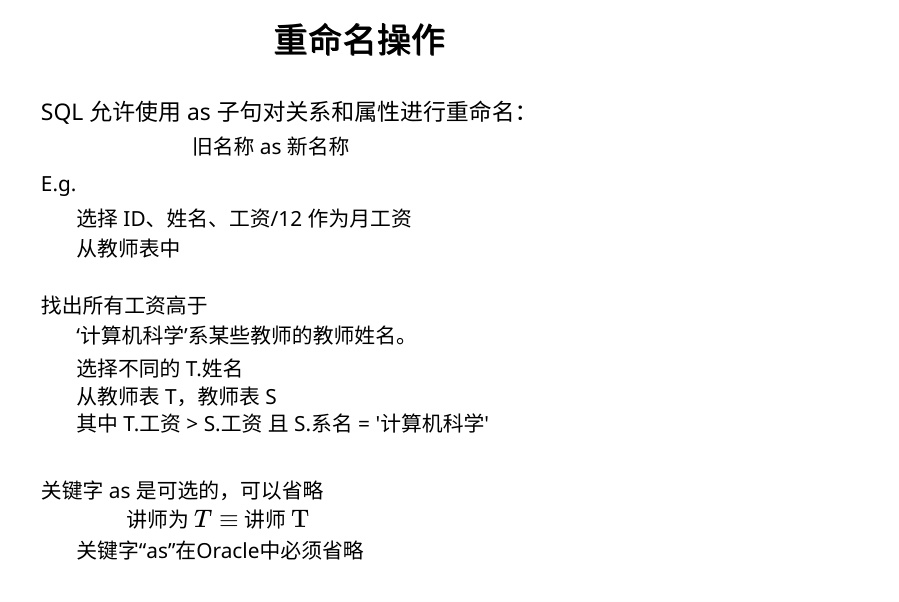 重命名操作
SQL 允许使用 as 子句对关系和属性进行重命名：
旧名称 as 新名称
E.g.
选择 ID、姓名、工资/12 作为月工资
从教师表中
找出所有工资高于
‘计算机科学’系某些教师的教师姓名。
选择不同的 T.姓名
从教师表 T，教师表 S
其中 T.工资 > S.工资 且 S.系名 = '计算机科学'
关键字 as 是可选的，可以省略
讲师为 T ≡ 讲师 T
关键字“as”在Oracle中必须省略